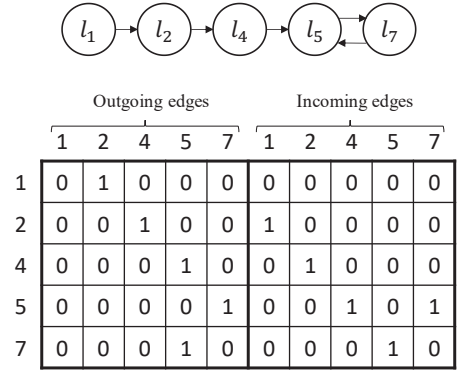 l1 l2 l4 l5 l7
Outgoing edges Incoming edges
1 2 4 5 7 1 2 4 5 7
1 0 1 0 0 0 0 0 0 0 0
2 0 0 1 0 0 1 0 0 0 0
4 0 0 0 1 0 0 1 0 0 0
5 0 0 0 0 1 0 0 1 0 1
7 0 0 0 1 0 0 0 0 1 0